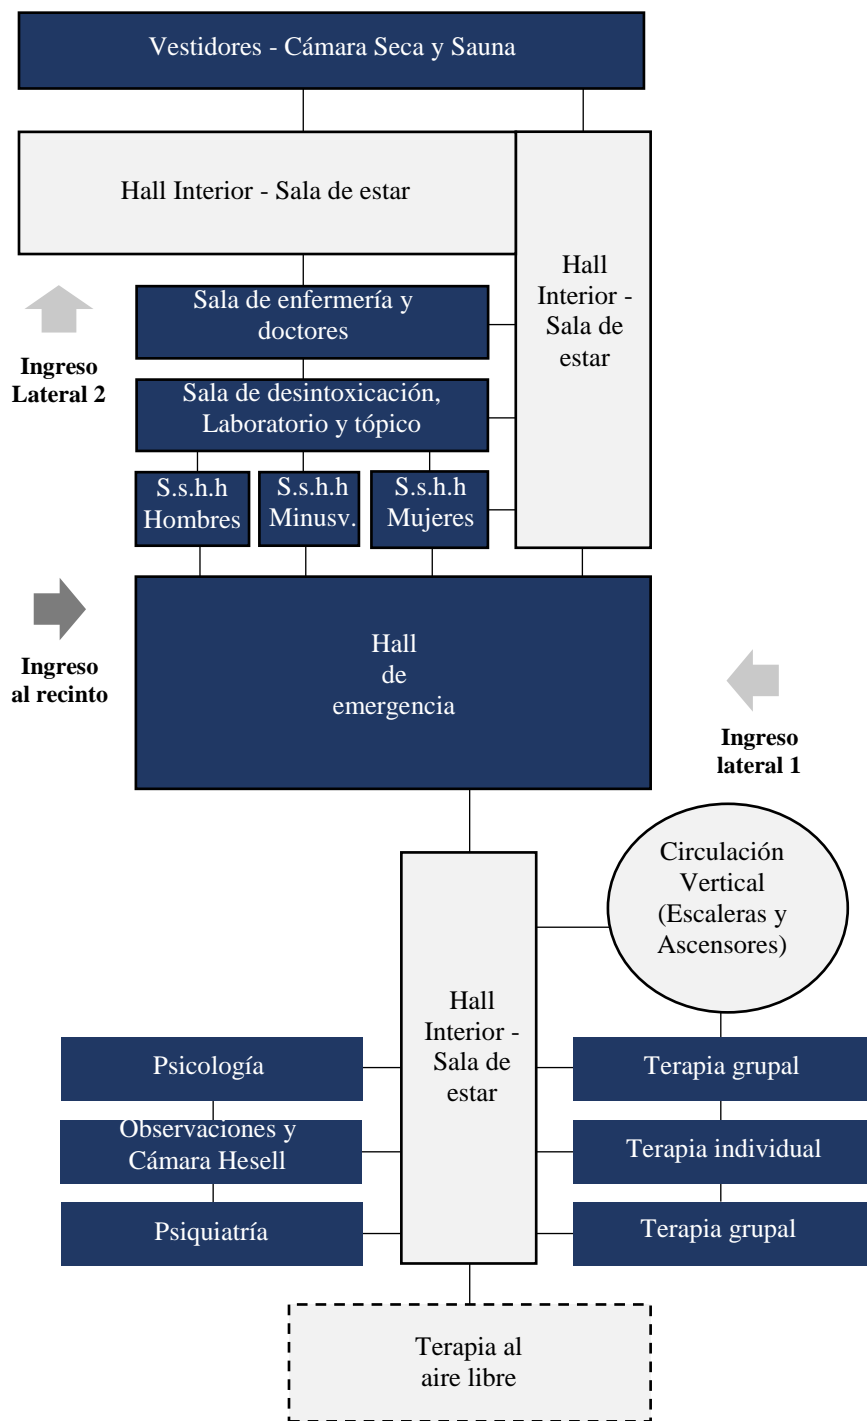 Vestidores - Cámara Seca y Sauna
Hall Interior - Sala de estar
Hall
Interior -
Sala de
estar
Sala de enfermería y
doctores
Ingreso
Lateral 2
Sala de desintoxicación,
Laboratorio y tópico
S.s.h.h
Hombres
S.s.h.h
Minusv.
S.s.h.h
Mujeres
Ingreso
al recinto
Hall
de
emergencia
Ingreso
lateral 1
Circulación
Vertical
(Escaleras y
Ascensores)
Hall
Interior -
Sala de
estar
Psicología
Terapia grupal
Observaciones y
Cámara Hesell
Terapia individual
Psiquiatría
Terapia grupal
Terapia al
aire libre